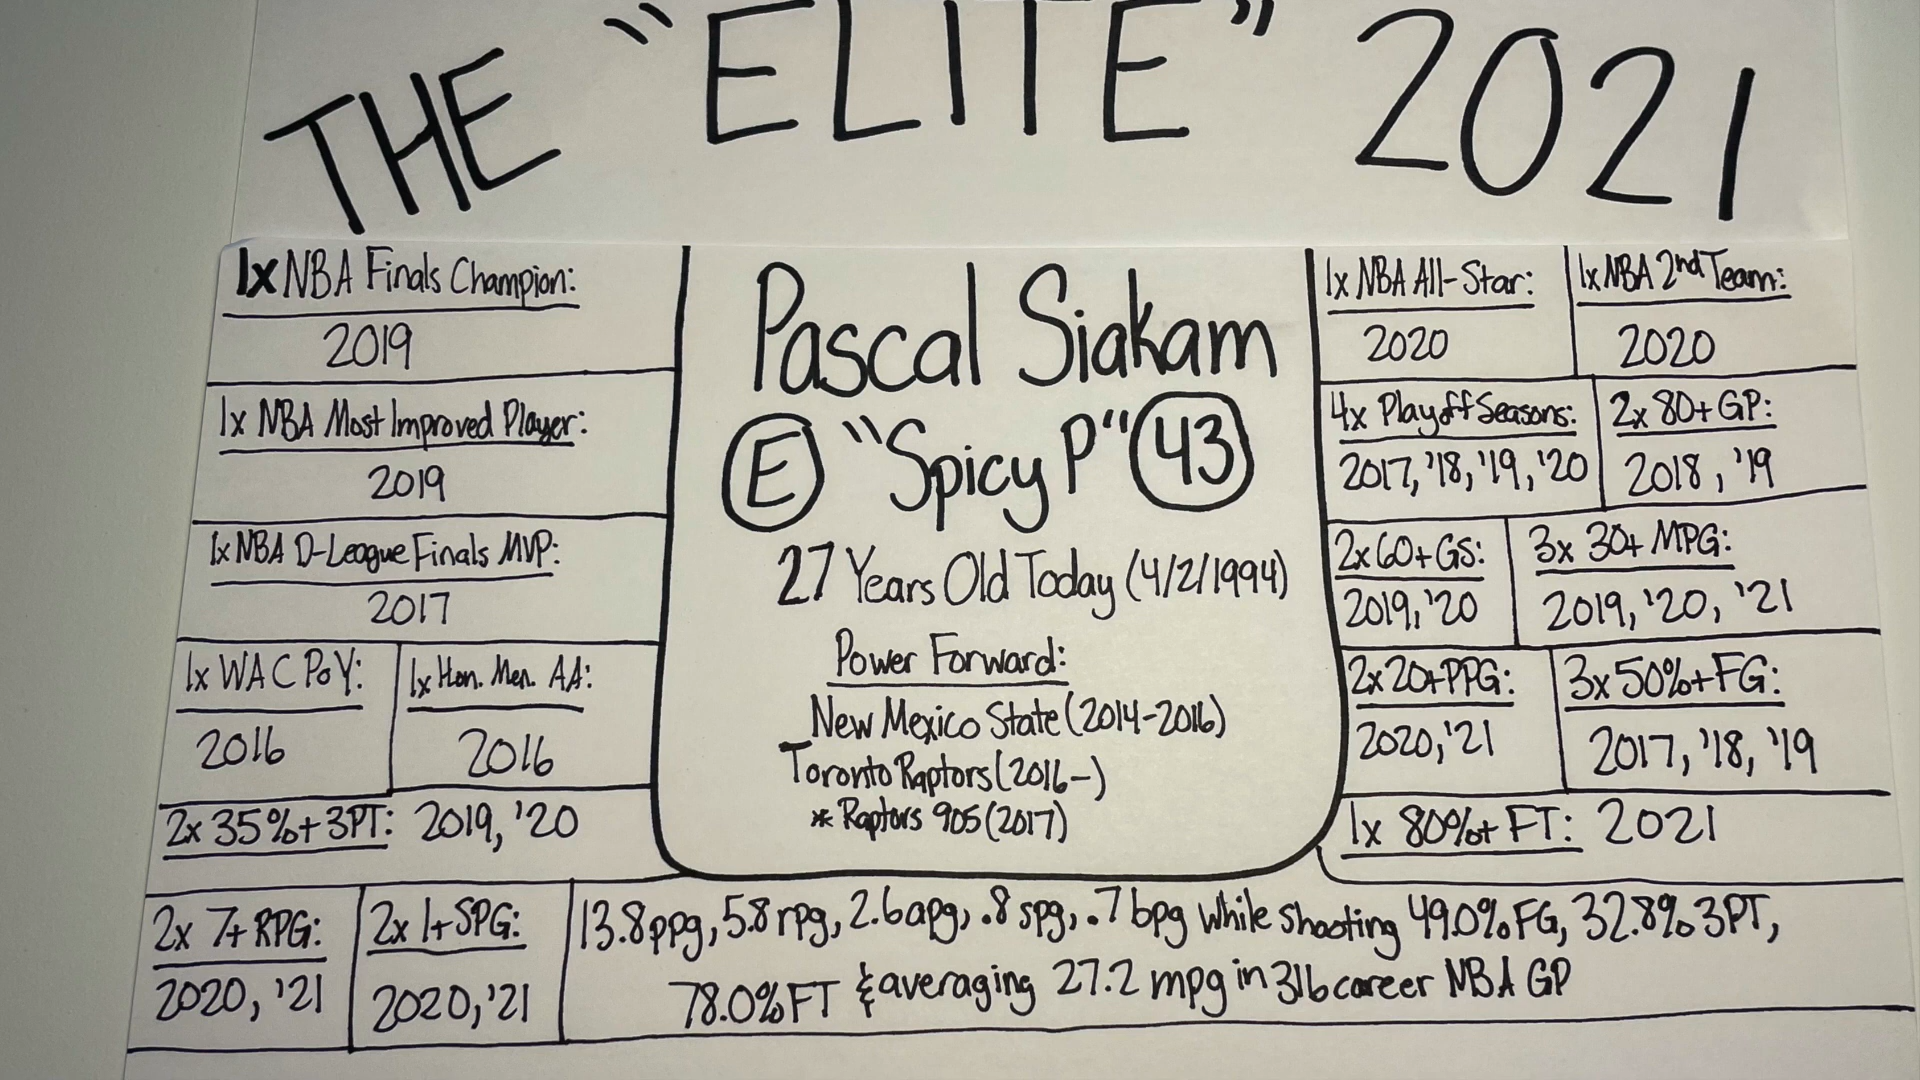 THE "ELITE" 2021
1x NBA Finals Champion:
2019
1x NBA Most Improved Player:
2019
1x NBA D-League Finals MVP:
2017
1x WAC PoY:
2016
1x Hon. Men. AA:
2016
2x 35%+ 3PT: 2019, '20
2x 7+ RPG:
2020, '21
2x 1+ SPG:
2020, '21
Pascal Siakam
E "Spicy P" 43
27 Years Old Today (4/2/1994)
Power Forward:
New Mexico State (2014-2016)
Toronto Raptors (2016-)
* Raptors 905 (2017)
1x NBA All-Star:
2020
1x NBA 2nd Team:
2020
4x Playoff Seasons:
2017, '18, '19, '20
2x 80+ GP:
2018, '19
2x 60+ GS:
2019, '20
3x 30+ MPG:
2019, '20, '21
2x 20+ PPG:
2020, '21
3x 50%+ FG:
2017, '18, '19
1x 80%+ FT: 2021
13.8 ppg, 5.8 rpg, 2.6 apg, .8 spg, .7 bpg while shooting 49.0% FG, 32.8% 3PT,
78.0% FT & averaging 27.2 mpg in 316 career NBA GP